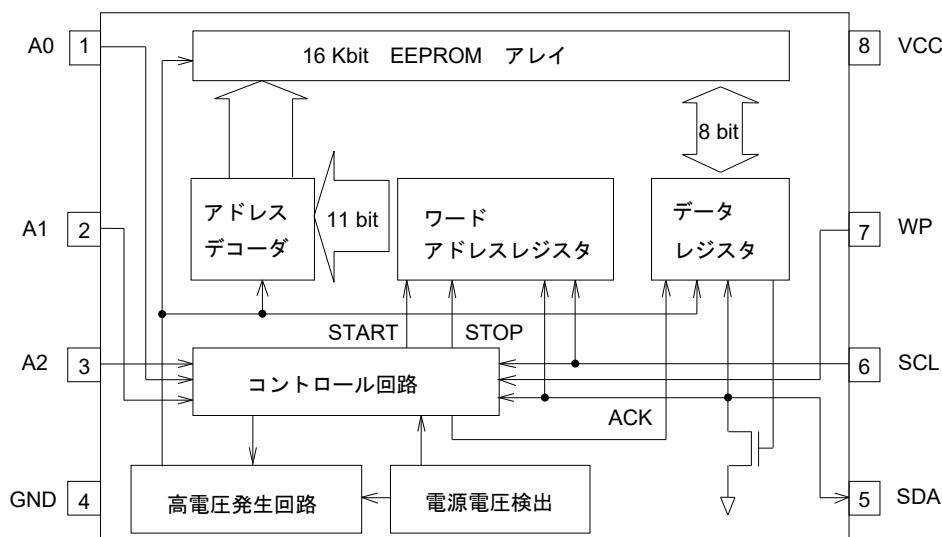 A0 1
16 Kbit EEPROM アレイ
8 VCC
8 bit
A1 2
アドレス
デコーダ
11 bit
ワード
アドレスレジスタ
データ
レジスタ
7 WP
START
STOP
A2 3
コントロール回路
6 SCL
ACK
GND 4
高電圧発生回路
電源電圧検出
5 SDA